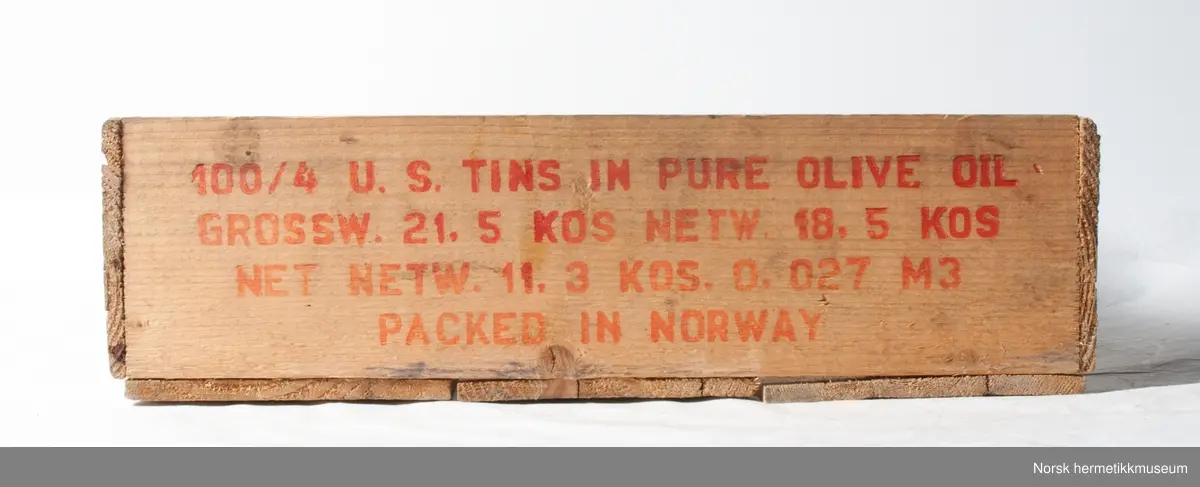 100/4 U. S. TINS IN PURE OLIVE OIL
GROSSW. 21. 5 KOS NETW. 18. 5 KOS
NET NETW. 11. 3 KOS. 0. 027 M3
PACKED IN NORWAY
Norsk hermetikkmuseum